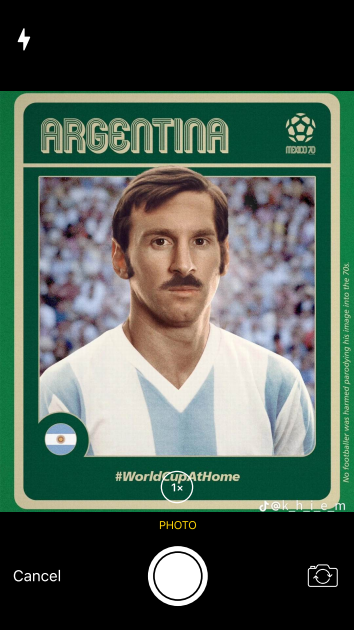 ARGENTINA
MEXICO 70
No footballer was harmed parodying his image into the 70s.
#WorldCupAtHome
1×
@k_h_i_e_m
PHOTO
Cancel